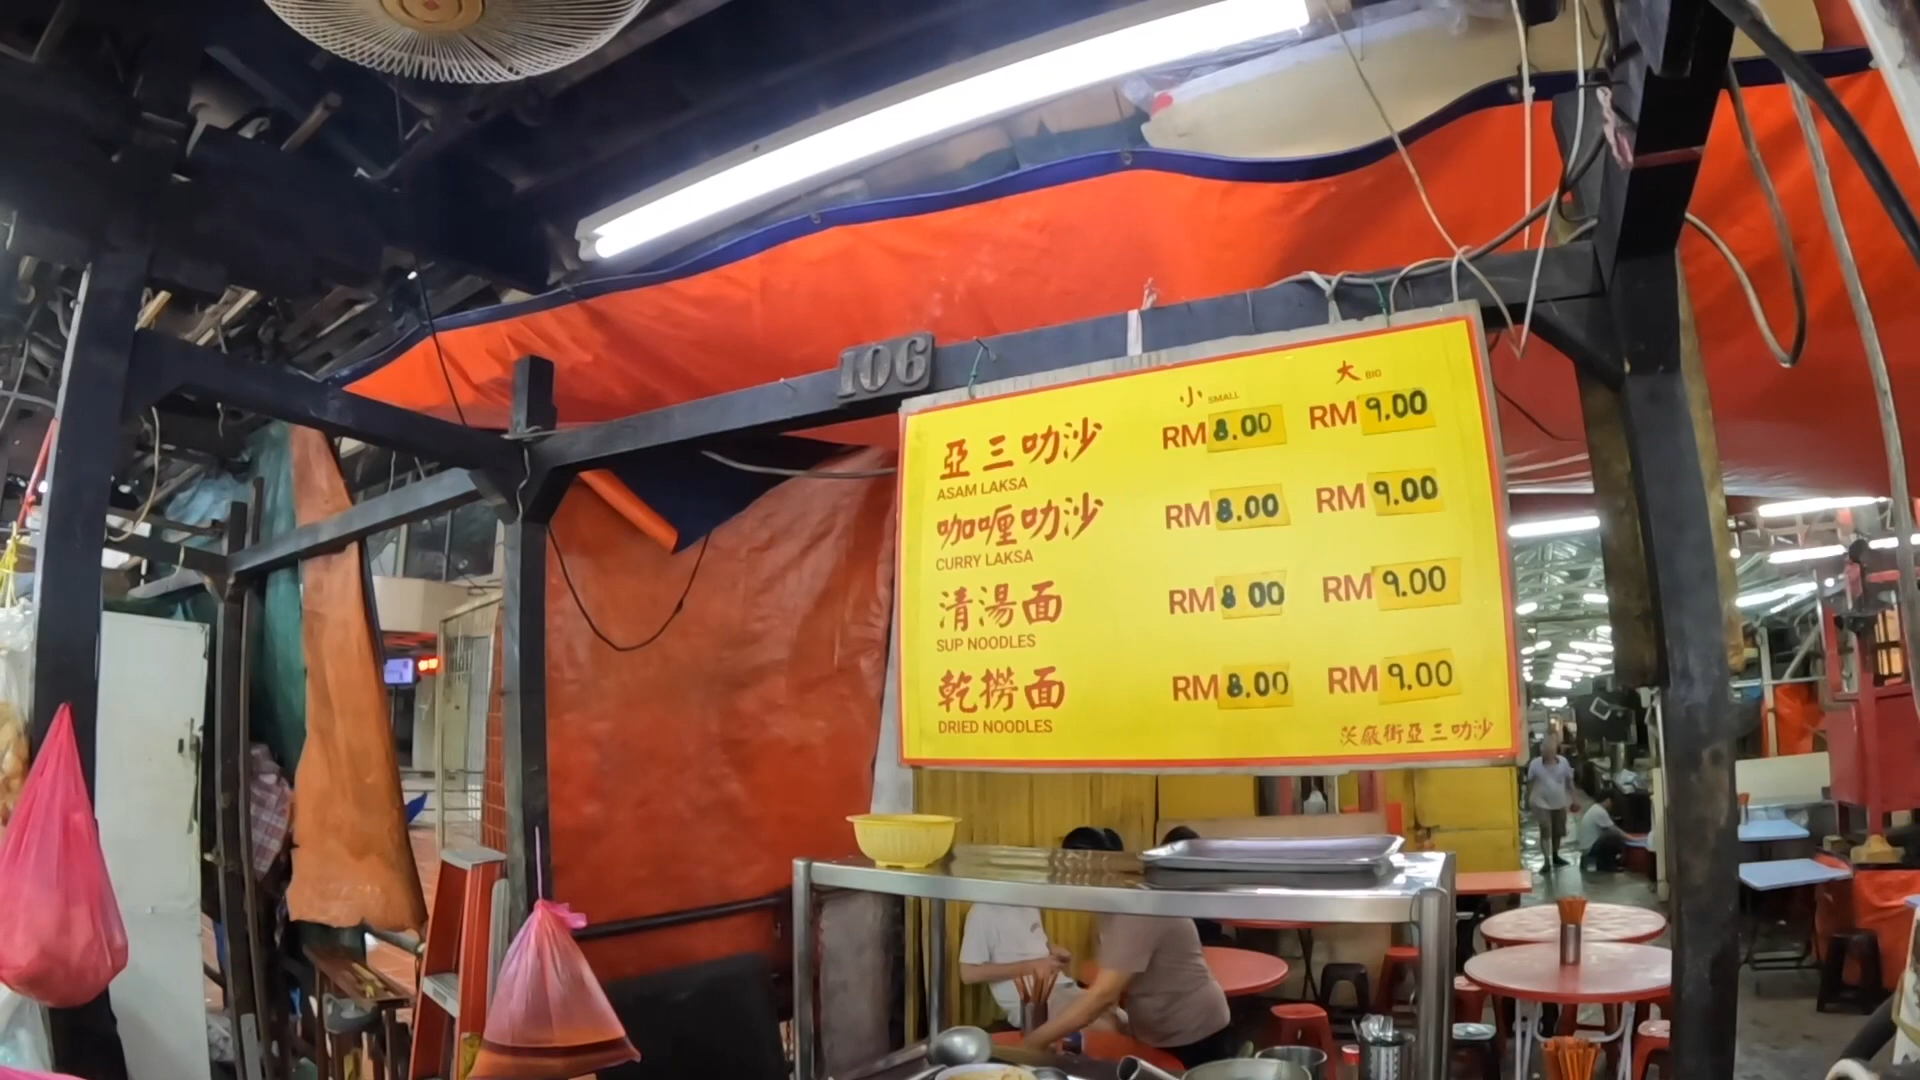 106
小 SMALL 大 BIG
亞三叻沙 RM 8.00 RM 9.00
ASAM LAKSA
咖喱叻沙 RM 8.00 RM 9.00
CURRY LAKSA
清湯面 RM 8 00 RM 9.00
SUP NOODLES
乾撈面 RM 8.00 RM 9.00
DRIED NOODLES
茨廠街亞三叻沙